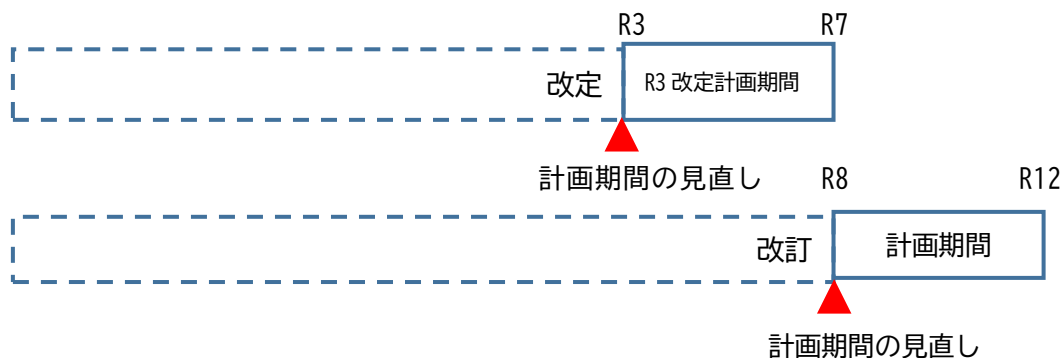 R3 R7
改定 R3 改定計画期間
計画期間の見直し R8 R12
改訂 計画期間
計画期間の見直し